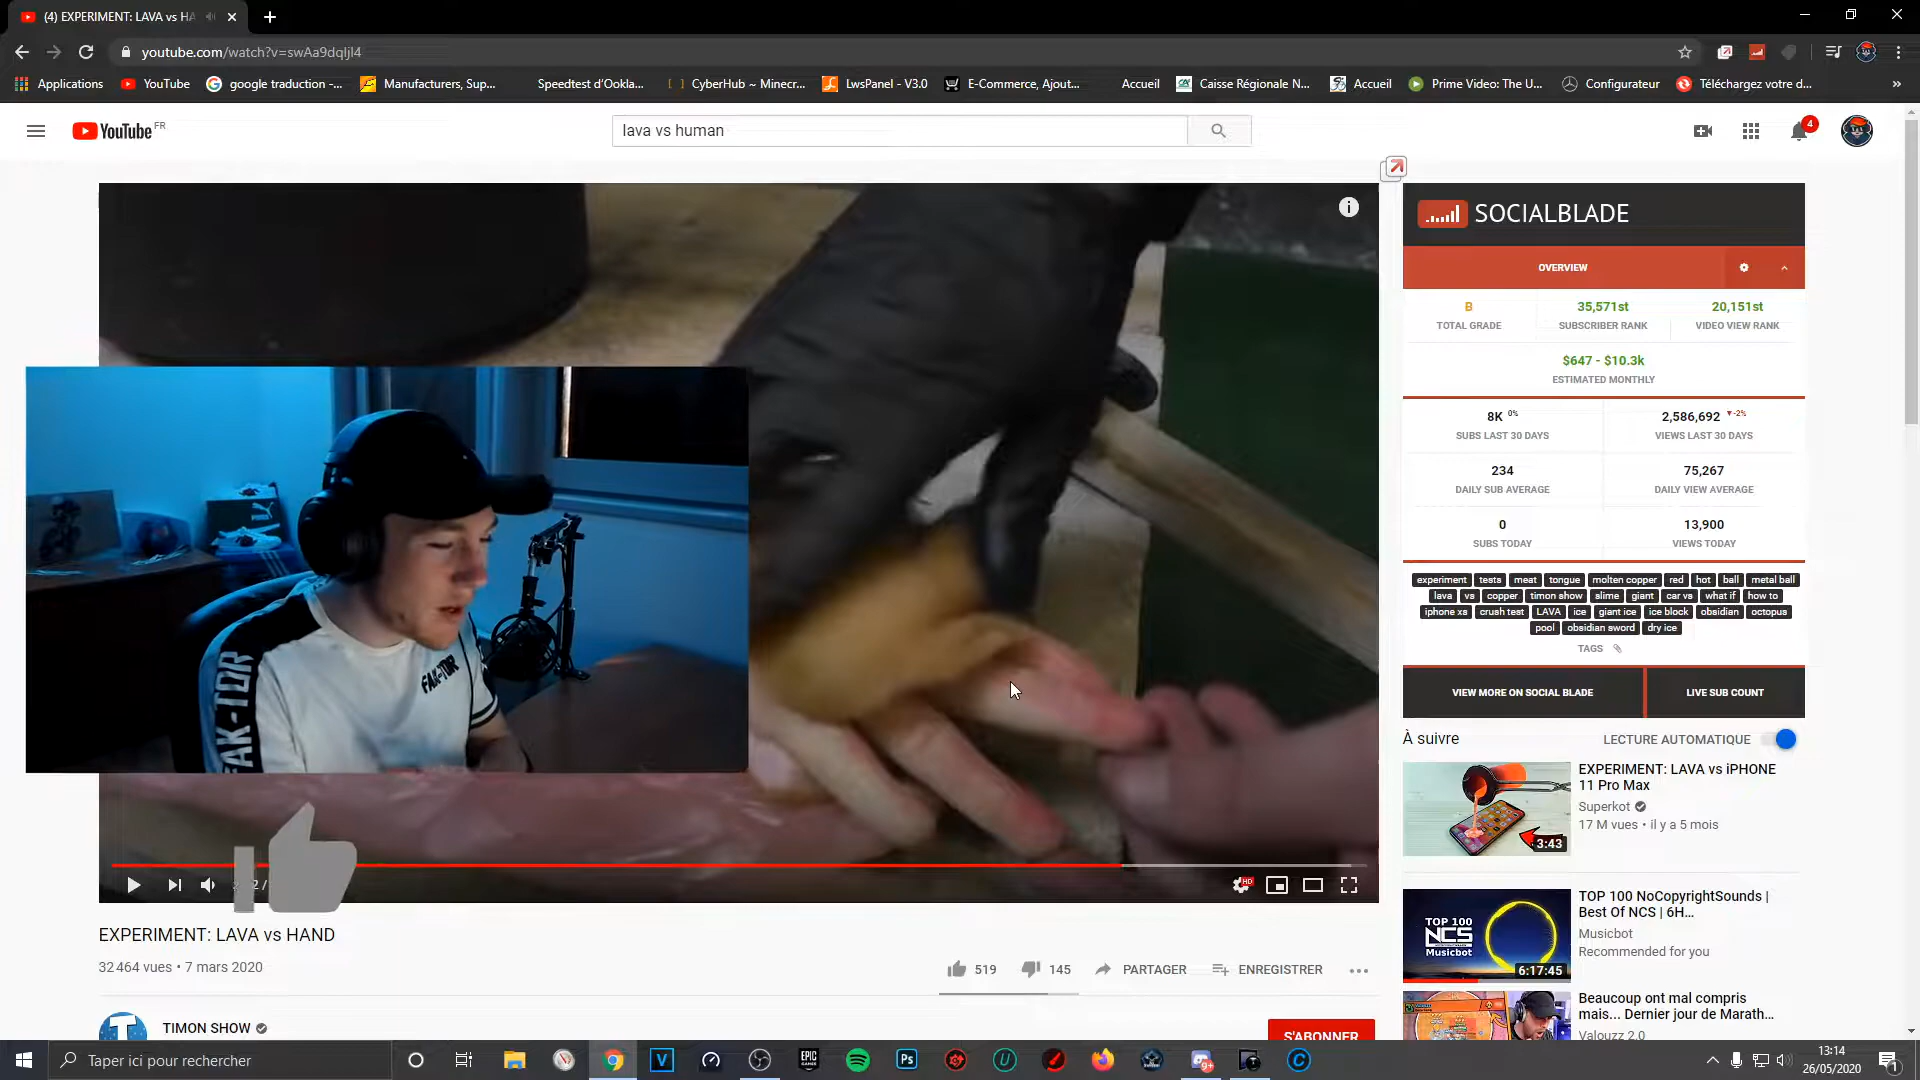 (4) EXPERIMENT: LAVA vs HA
youtube.com/watch?v=swAa9dqIjl4
Applications YouTube google traduction -... Manufacturers, Sup... Speedtest d'Ookla... CyberHub ~ Minecr... LwsPanel - V3.0 E-Commerce, Ajout... Accueil Caisse Régionale N... Accueil Prime Video: The U... Configurateur Téléchargez votre d... »
YouTube FR
lava vs human
4
SOCIALBLADE
OVERVIEW
B 35,571st 20,151st
TOTAL GRADE SUBSCRIBER RANK VIDEO VIEW RANK
$647 - $10.3k
ESTIMATED MONTHLY
8K 0% 2,586,692 -2%
SUBS LAST 30 DAYS VIEWS LAST 30 DAYS
234 75,267
DAILY SUB AVERAGE DAILY VIEW AVERAGE
0 13,900
SUBS TODAY VIEWS TODAY
experiment tests meat tongue molten copper red hot ball metal ball
lava vs copper timon show slime giant car vs what if how to
iphone xs crush test LAVA ice giant ice ice block obsidian octopus
pool obsidian sword dry ice
TAGS
VIEW MORE ON SOCIAL BLADE LIVE SUB COUNT
PUMA
FAK-TOR
FAK-TOR
À suivre LECTURE AUTOMATIQUE
EXPERIMENT: LAVA vs iPHONE
11 Pro Max
Superkot
17 M vues • il y a 5 mois
3:43
TOP 100 NoCopyrightSounds |
Best Of NCS | 6H...
Musicbot
Recommended for you
TOP 100
NCS
Musicbot
6:17:45
Beaucoup ont mal compris
mais... Dernier jour de Marath...
Valouzz 2.0
HD
EXPERIMENT: LAVA vs HAND
32 464 vues • 7 mars 2020
519 145 PARTAGER ENREGISTRER
TIMON SHOW
S'ABONNER
Taper ici pour rechercher
EPIC GAMES
Ps
9+
13:14
26/05/2020
1